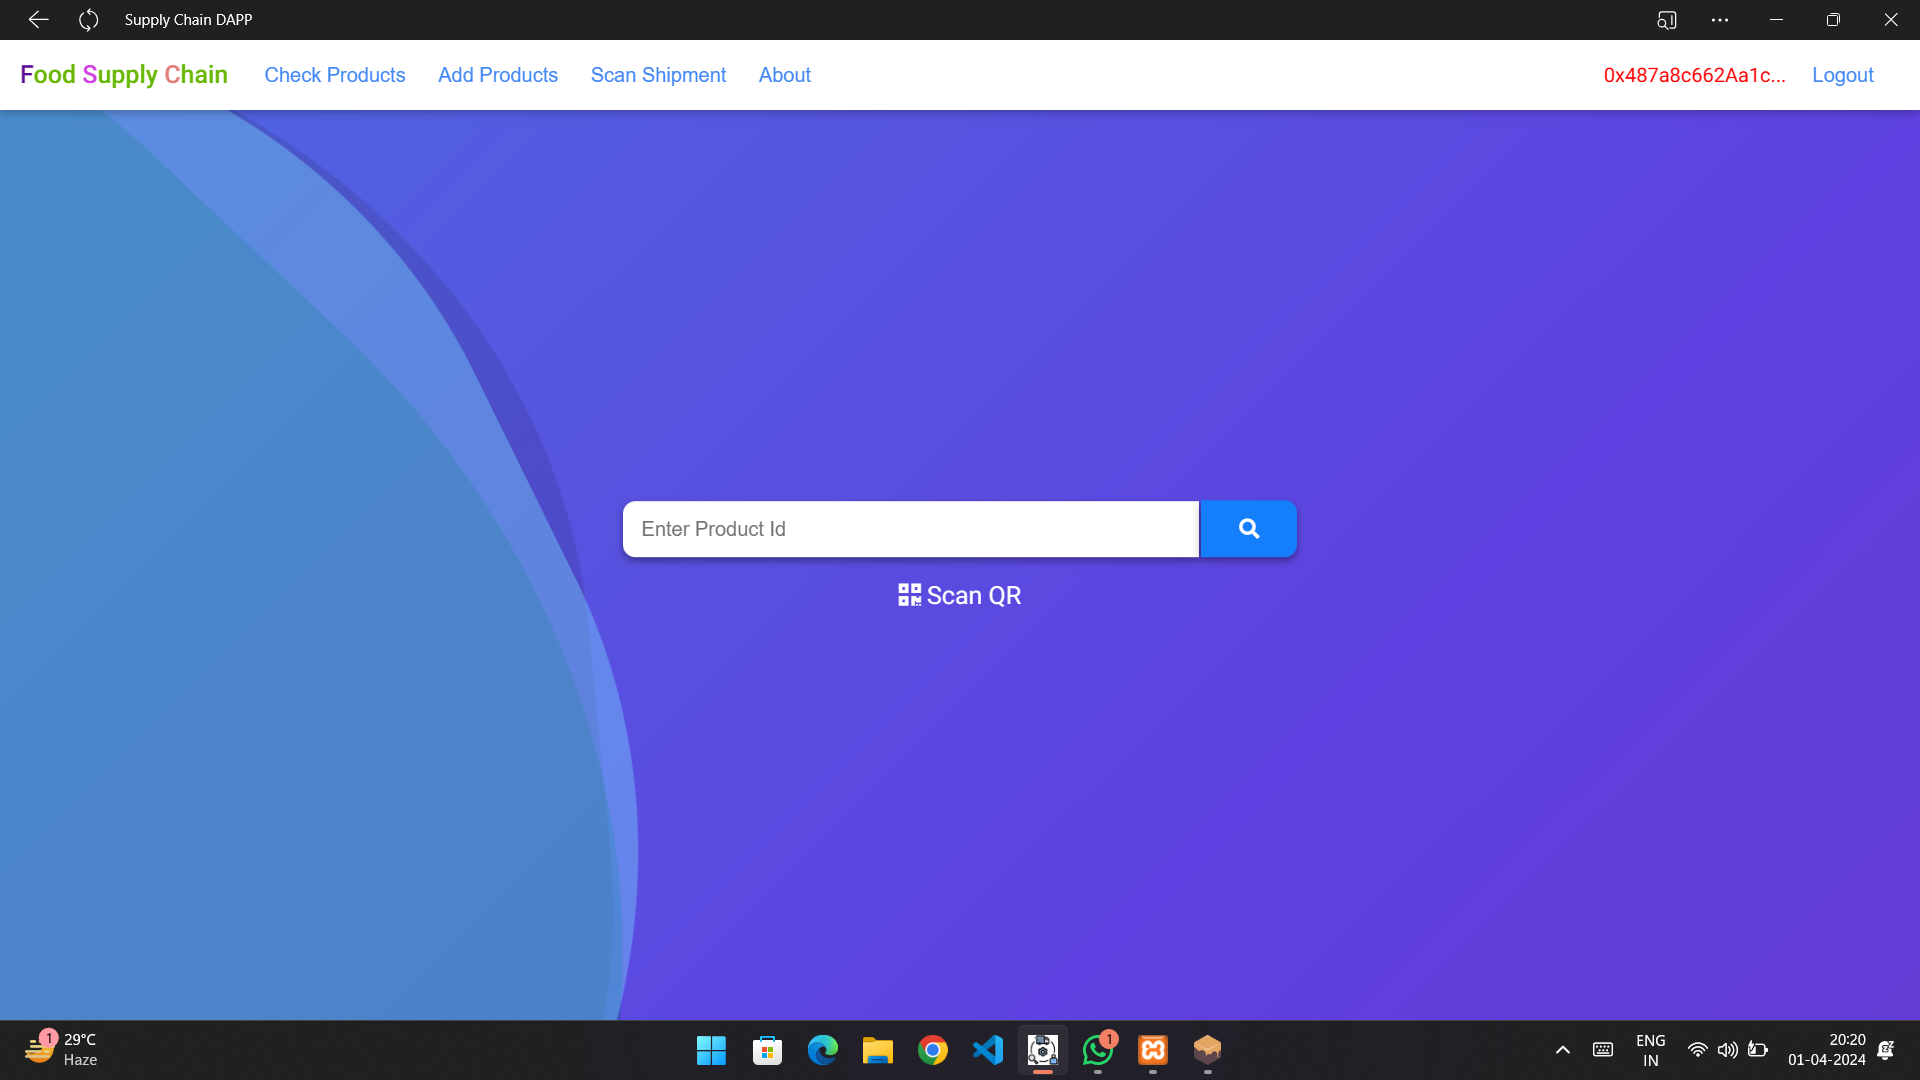 Supply Chain DAPP
Food Supply Chain Check Products Add Products Scan Shipment About 0x487a8c662Aa1c... Logout
Enter Product Id
Scan QR
1 29°C
Haze
1
ENG
IN
20:20
01-04-2024